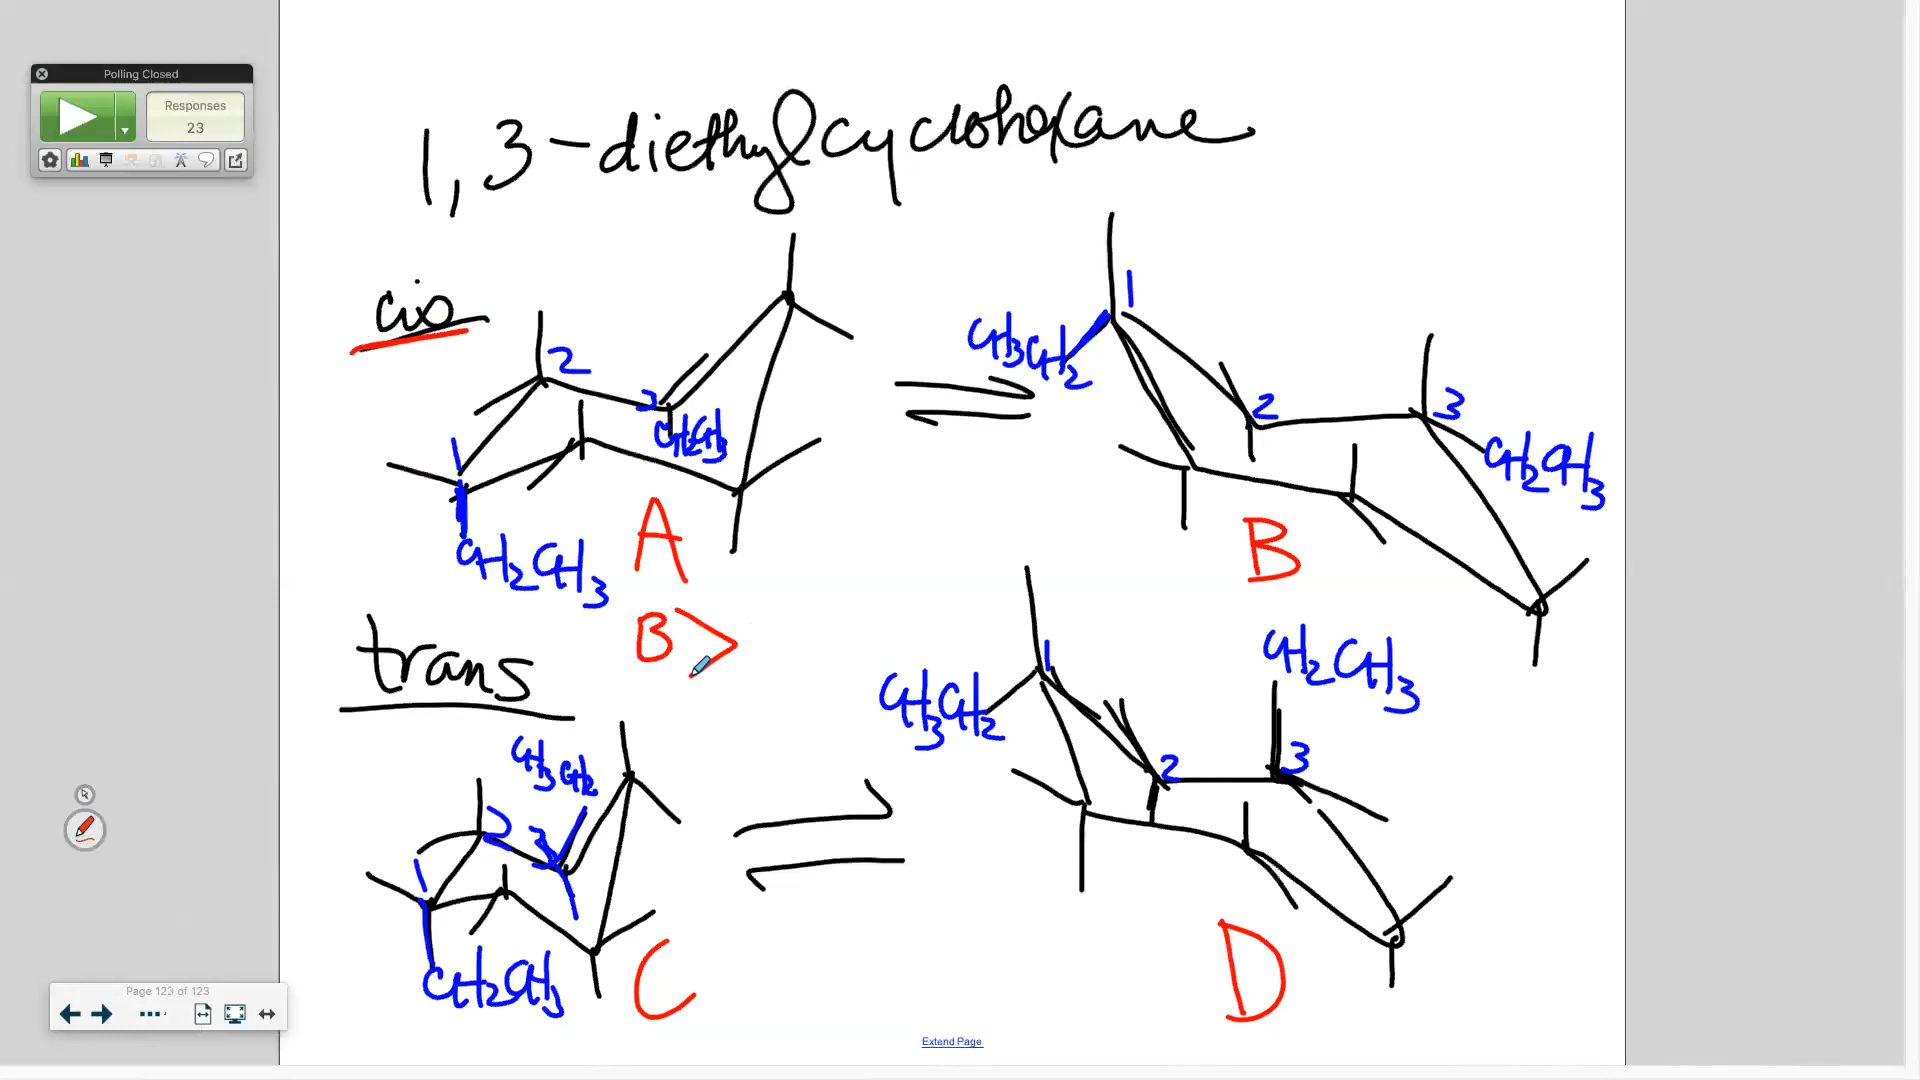 Polling Closed
Responses
23
1,3-diethylcyclohexane
cis
2
3
CH2CH3
1
CH2CH3
A
1
CH3CH2
2
3
CH2CH3
B
B >
trans
CH3CH2
2
3
1
CH2CH3
C
1
CH3CH2
2
CH2CH3
3
D
Page 123 of 123
Extend Page